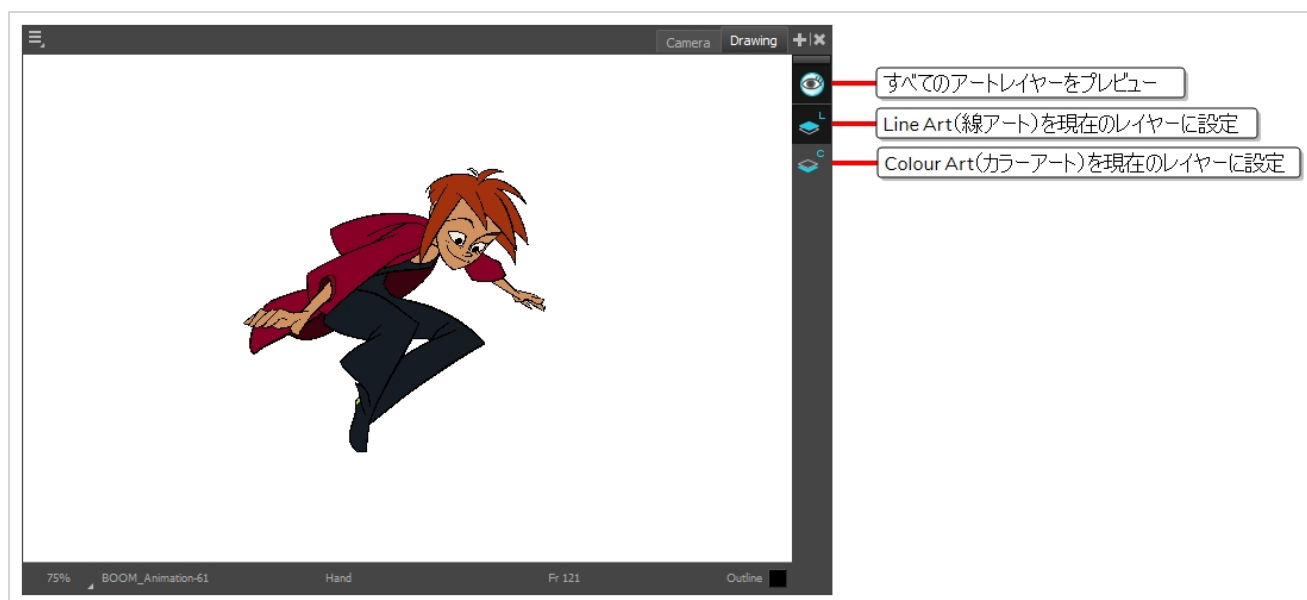 Camera Drawing
すべてのアートレイヤーをプレビュー
L
Line Art(線アート)を現在のレイヤーに設定
C
Colour Art(カラーアート)を現在のレイヤーに設定
75% BOOM_Animation-61 Hand Fr 121 Outline